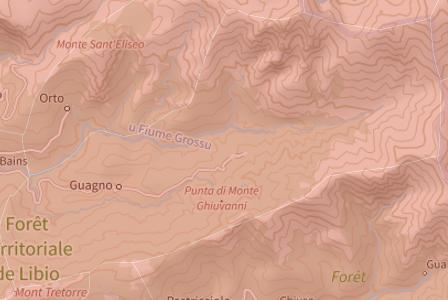 Monte Sant'Eliseo
Orto
u Fiume Grossu
Bains
Guagno
Punta di Monte
Ghiuvanni
Forêt
rritoriale
de Libio
Forêt
Gua
Mont Tretorre